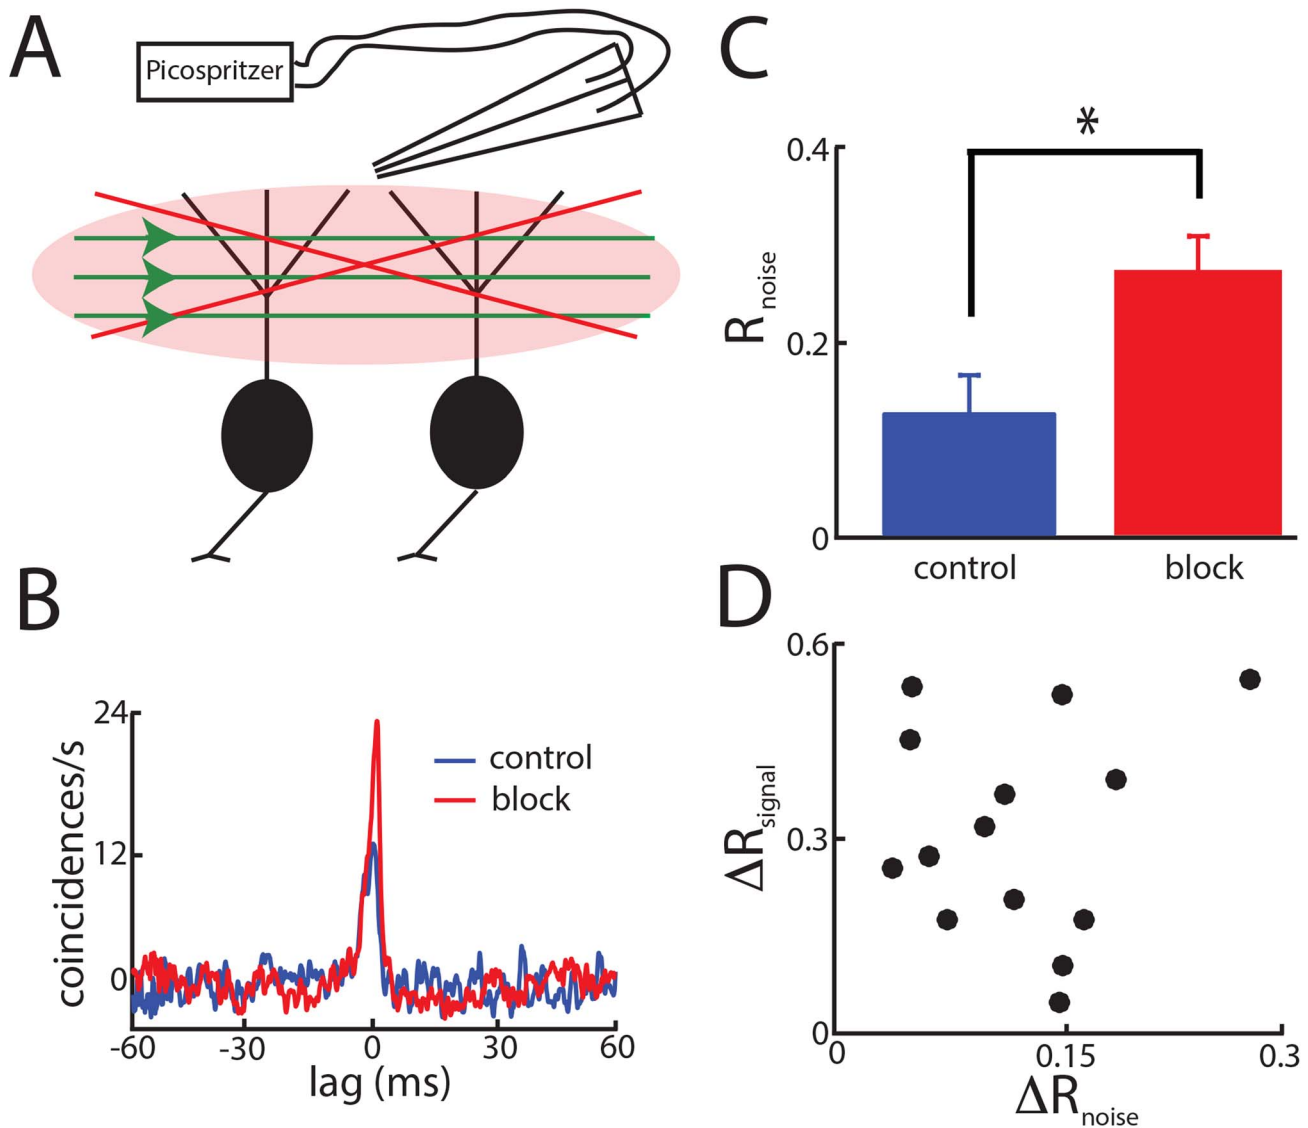 A
Picospritzer
B
24
12
0
coincidences/s
control
block
-60 -30 0 30 60
lag (ms)
C
*
0.4
0.2
0
Rnoise
control block
D
0.6
0.3
0
ΔRsignal
0 0.15 0.3
ΔRnoise